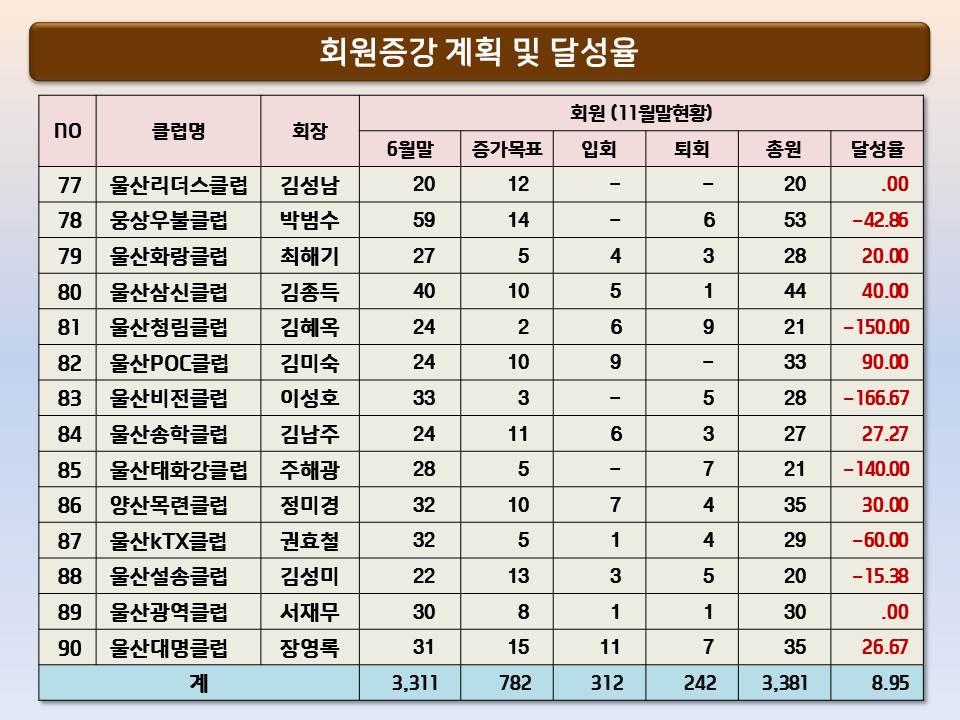 회원증강 계획 및 달성율
NO 클럽명 회장 회원 (11월말현황)
6월말 증가목표 입회 퇴회 총원 달성율
77 울산리더스클럽 김성남 20 12 - - 20 .00
78 웅상우불클럽 박범수 59 14 - 6 53 -42.86
79 울산화랑클럽 최해기 27 5 4 3 28 20.00
80 울산삼신클럽 김종득 40 10 5 1 44 40.00
81 울산청림클럽 김혜옥 24 2 6 9 21 -150.00
82 울산POC클럽 김미숙 24 10 9 - 33 90.00
83 울산비전클럽 이성호 33 3 - 5 28 -166.67
84 울산송학클럽 김남주 24 11 6 3 27 27.27
85 울산태화강클럽 주해광 28 5 - 7 21 -140.00
86 양산목련클럽 정미경 32 10 7 4 35 30.00
87 울산kTX클럽 권효철 32 5 1 4 29 -60.00
88 울산설송클럽 김성미 22 13 3 5 20 -15.38
89 울산광역클럽 서재무 30 8 1 1 30 .00
90 울산대명클럽 장영록 31 15 11 7 35 26.67
계 3,311 782 312 242 3,381 8.95